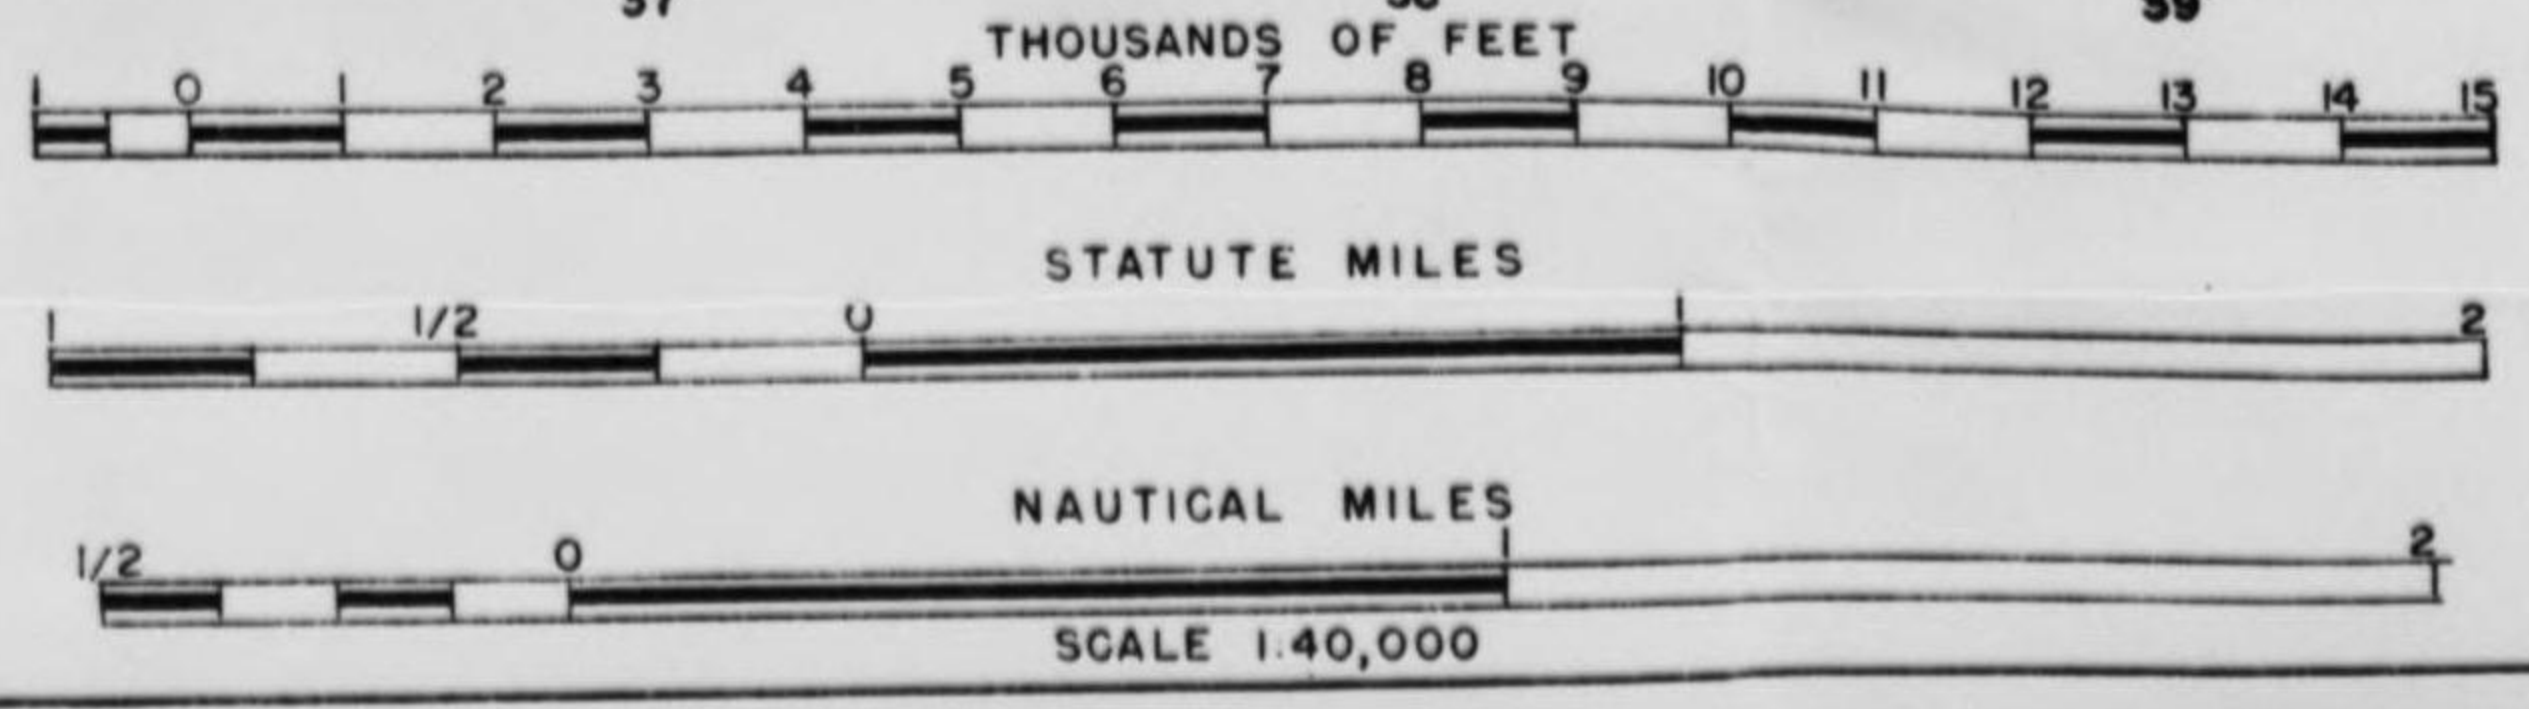 THOUSANDS OF FEET
1 0 1 2 3 4 5 6 7 8 9 10 11 12 13 14 15
STATUTE MILES
1 1/2 0 1 2
NAUTICAL MILES
1/2 0 1 2
SCALE 1:40,000